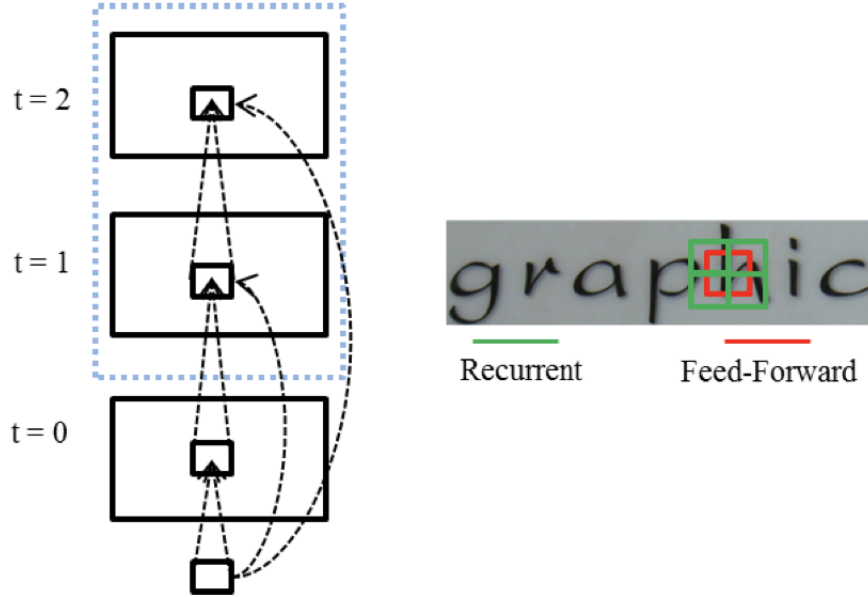 t = 2
t = 1
t = 0
graphic
Recurrent
Feed-Forward